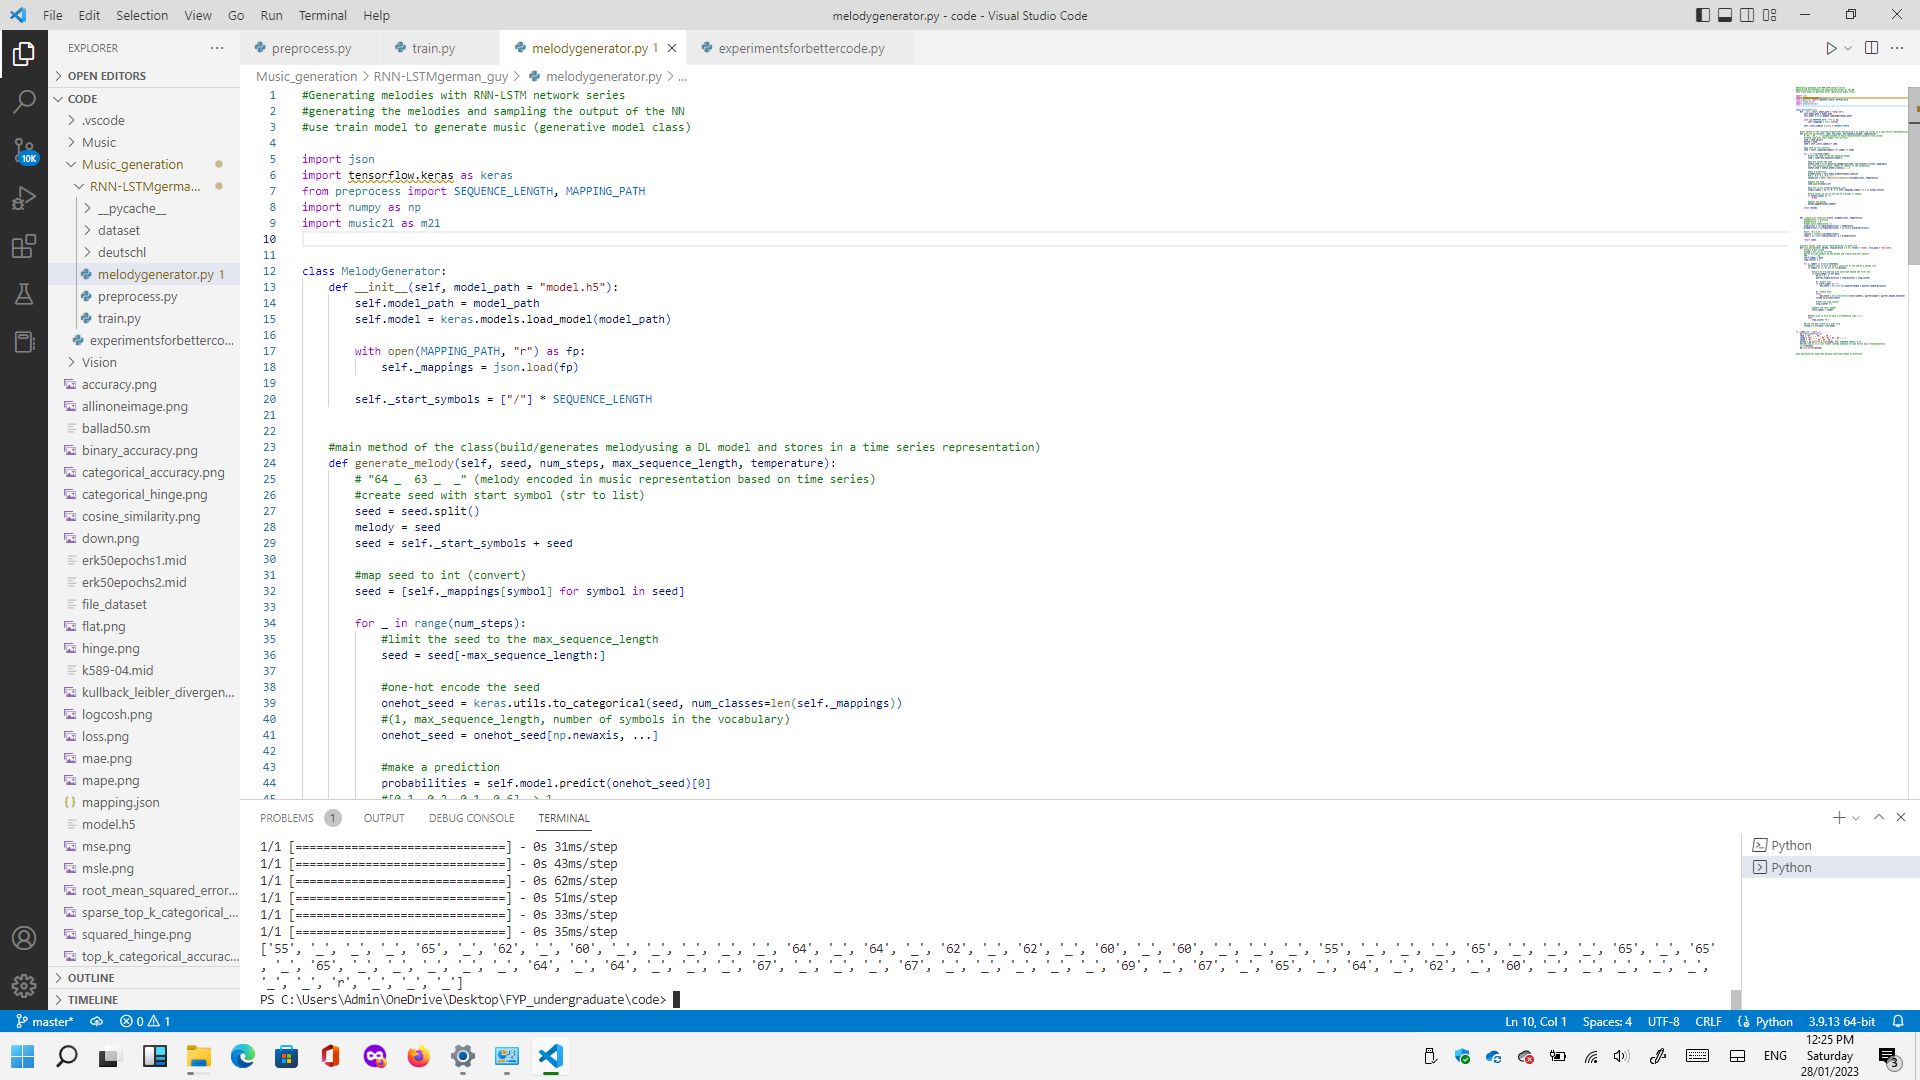 File Edit Selection View Go Run Terminal Help
melodygenerator.py - code - Visual Studio Code
EXPLORER
OPEN EDITORS
CODE
.vscode
Music
Music_generation
RNN-LSTMgerma...
__pycache__
dataset
deutschl
melodygenerator.py 1
preprocess.py
train.py
experimentsforbetterco...
Vision
accuracy.png
allinoneimage.png
ballad50.sm
binary_accuracy.png
categorical_accuracy.png
categorical_hinge.png
cosine_similarity.png
down.png
erk50epochs1.mid
erk50epochs2.mid
file_dataset
flat.png
hinge.png
k589-04.mid
kullback_leibler_divergen...
logcosh.png
loss.png
mae.png
mape.png
mapping.json
model.h5
mse.png
msle.png
root_mean_squared_error...
sparse_top_k_categorical_...
squared_hinge.png
top_k_categorical_accurac...
OUTLINE
TIMELINE
10K
preprocess.py train.py melodygenerator.py 1 experimentsforbettercode.py
Music_generation > RNN-LSTMgerman_guy > melodygenerator.py > ...
1 #Generating melodies with RNN-LSTM network series
2 #generating the melodies and sampling the output of the NN
3 #use train model to generate music (generative model class)
4
5 import json
6 import tensorflow.keras as keras
7 from preprocess import SEQUENCE_LENGTH, MAPPING_PATH
8 import numpy as np
9 import music21 as m21
10
11
12 class MelodyGenerator:
13 def __init__(self, model_path = "model.h5"):
14 self.model_path = model_path
15 self.model = keras.models.load_model(model_path)
16
17 with open(MAPPING_PATH, "r") as fp:
18 self._mappings = json.load(fp)
19
20 self._start_symbols = ["/"] * SEQUENCE_LENGTH
21
22
23 #main method of the class(build/generates melodyusing a DL model and stores in a time series representation)
24 def generate_melody(self, seed, num_steps, max_sequence_length, temperature):
25 # "64 _  63 _  _" (melody encoded in music representation based on time series)
26 #create seed with start symbol (str to list)
27 seed = seed.split()
28 melody = seed
29 seed = self._start_symbols + seed
30
31 #map seed to int (convert)
32 seed = [self._mappings[symbol] for symbol in seed]
33
34 for _ in range(num_steps):
35 #limit the seed to the max_sequence_length
36 seed = seed[-max_sequence_length:]
37
38 #one-hot encode the seed
39 onehot_seed = keras.utils.to_categorical(seed, num_classes=len(self._mappings))
40 #(1, max_sequence_length, number of symbols in the vocabulary)
41 onehot_seed = onehot_seed[np.newaxis, ...]
42
43 #make a prediction
44 probabilities = self.model.predict(onehot_seed)[0]
PROBLEMS 1 OUTPUT DEBUG CONSOLE TERMINAL
1/1 [==============================] - 0s 31ms/step
1/1 [==============================] - 0s 43ms/step
1/1 [==============================] - 0s 62ms/step
1/1 [==============================] - 0s 51ms/step
1/1 [==============================] - 0s 33ms/step
1/1 [==============================] - 0s 35ms/step
['55', '_', '_', '_', '65', '_', '62', '_', '60', '_', '_', '_', '_', '_', '_', '64', '_', '64', '_', '62', '_', '62', '_', '60', '_', '60', '_', '_', '_', '55', '_', '_', '_', '65', '_', '_', '_', '65', '_', '65'
, '_', '65', '_', '_', '_', '_', '_', '64', '_', '64', '_', '_', '_', '67', '_', '_', '_', '67', '_', '_', '_', '_', '_', '69', '_', '67', '_', '65', '_', '64', '_', '62', '_', '60', '_', '_', '_', '_', '_',
'_', '_', 'r', '_', '_', '_']
PS C:\Users\Admin\OneDrive\Desktop\FYP_undergraduate\code>
Python
Python
master* 0 1 Ln 10, Col 1 Spaces: 4 UTF-8 CRLF Python 3.9.13 64-bit
ENG
12:25 PM
Saturday
28/01/2023
3